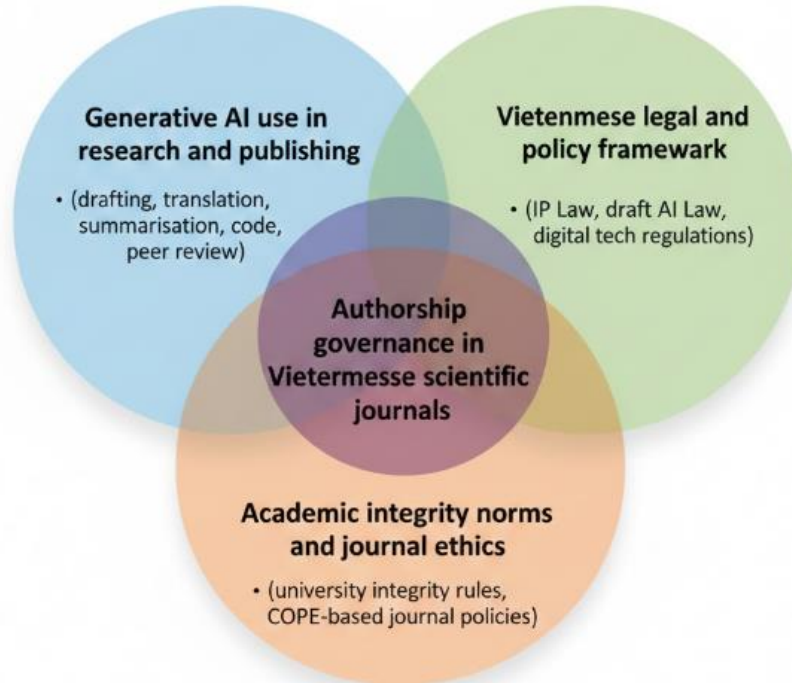 Generative AI use in
research and publishing
• (drafting, translation,
summarisation, code,
peer review)
Vietenmese legal and
policy framewark
• (IP Law, draft AI Law,
digital tech regulations)
Authorship
governance in
Vietermesse scientific
journals
Academic integrity norms
and journal ethics
• (university integrity rules,
COPE-based journal policies)